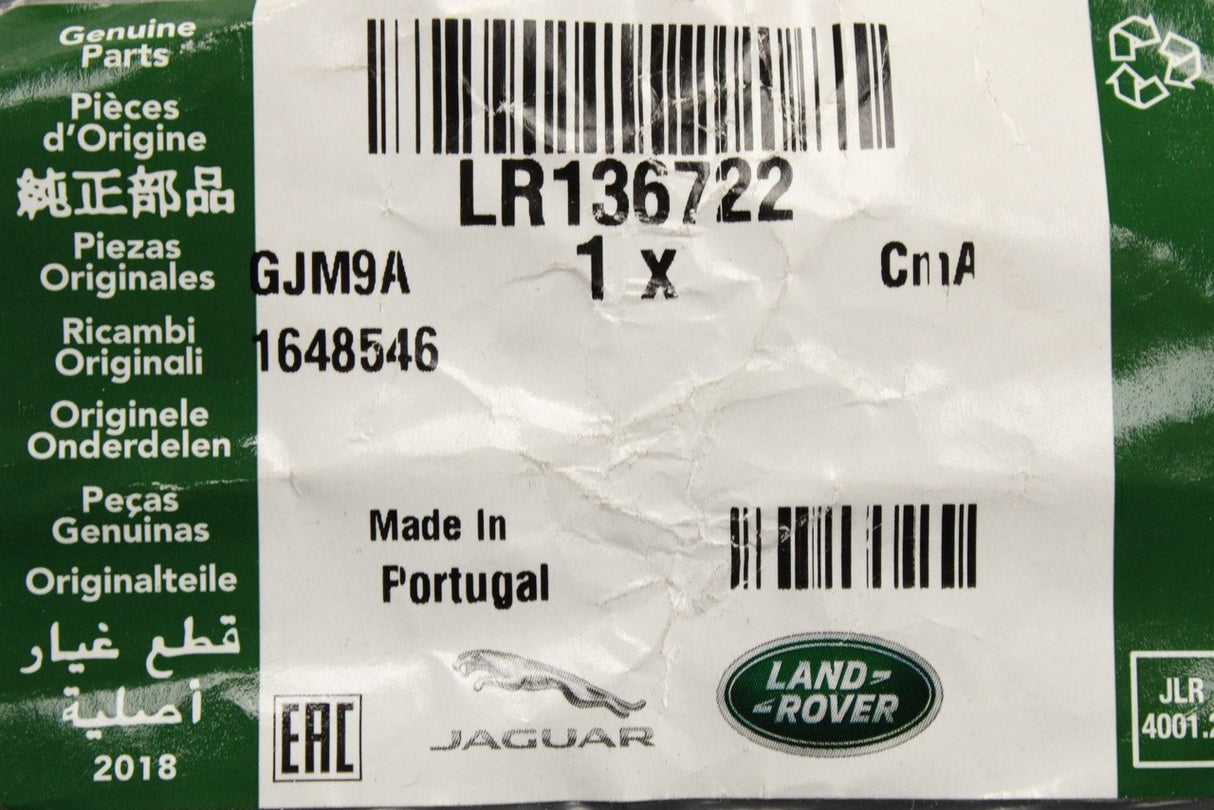 Genuine
Parts
Pièces
d'Origine
純正部品
Piezas
Originales
Ricambi
Originali
Originele
Onderdelen
Peças
Genuinas
Originalteile
قطع غيار
أصلية
2018
LR136722
GJM9A
1 x
1648546
Made In
Portugal
EAC
JAGUAR
LAND-
-ROVER
JLR